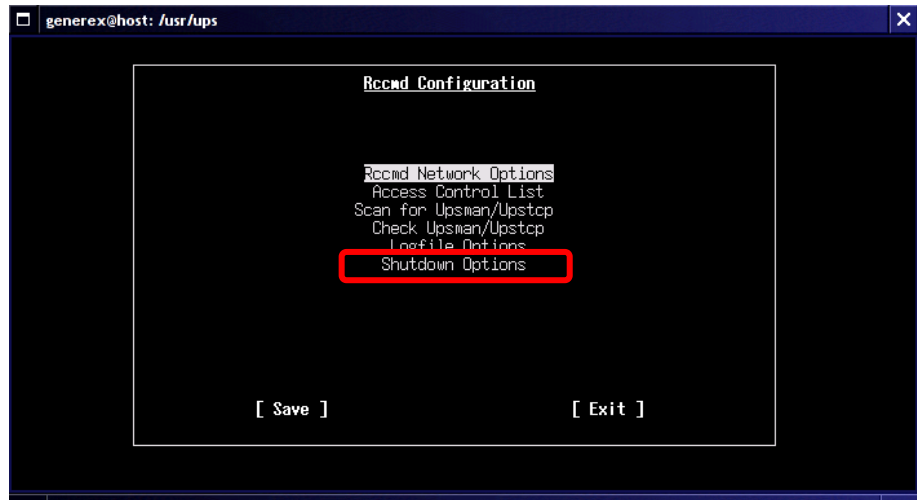 generex@host: /usr/ups
Rccmd Configuration
Rccmd Network Options
Access Control List
Scan for Upsman/Upstcp
Check Upsman/Upstcp
Logfile Options
Shutdown Options
[ Save ] [ Exit ]